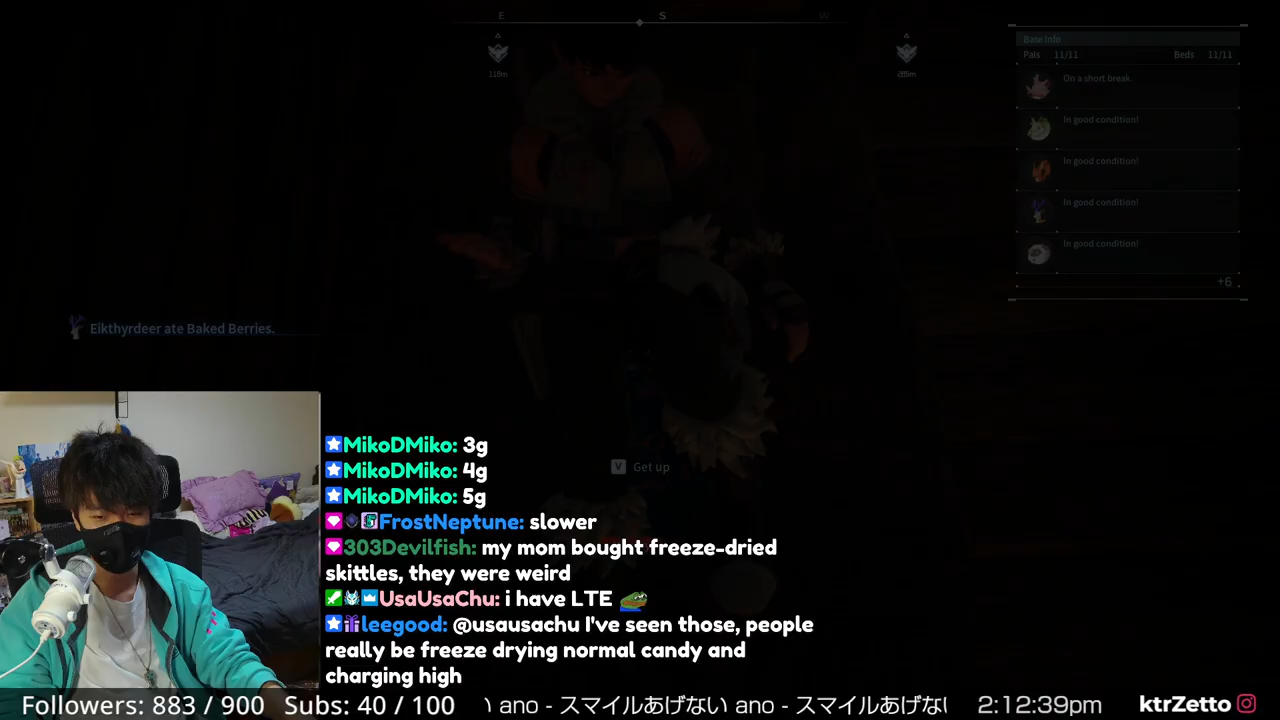 E S W
118m
Base Info
Pals 11/11 Beds 11/11
On a short break.
In good condition!
In good condition!
In good condition!
In good condition!
+6
Eikthyrdeer ate Baked Berries.
MikoDMiko: 3g
MikoDMiko: 4g
MikoDMiko: 5g
V Get up
FrostNeptune: slower
303Devilfish: my mom bought freeze-dried
skittles, they were weird
UsaUsaChu: i have LTE
leegood: @usausachu I've seen those, people
really be freeze drying normal candy and
charging high
Followers: 883 / 900 Subs: 40 / 100 ano - スマイルあげない ano - スマイルあげな 2:12:39pm ktrZetto